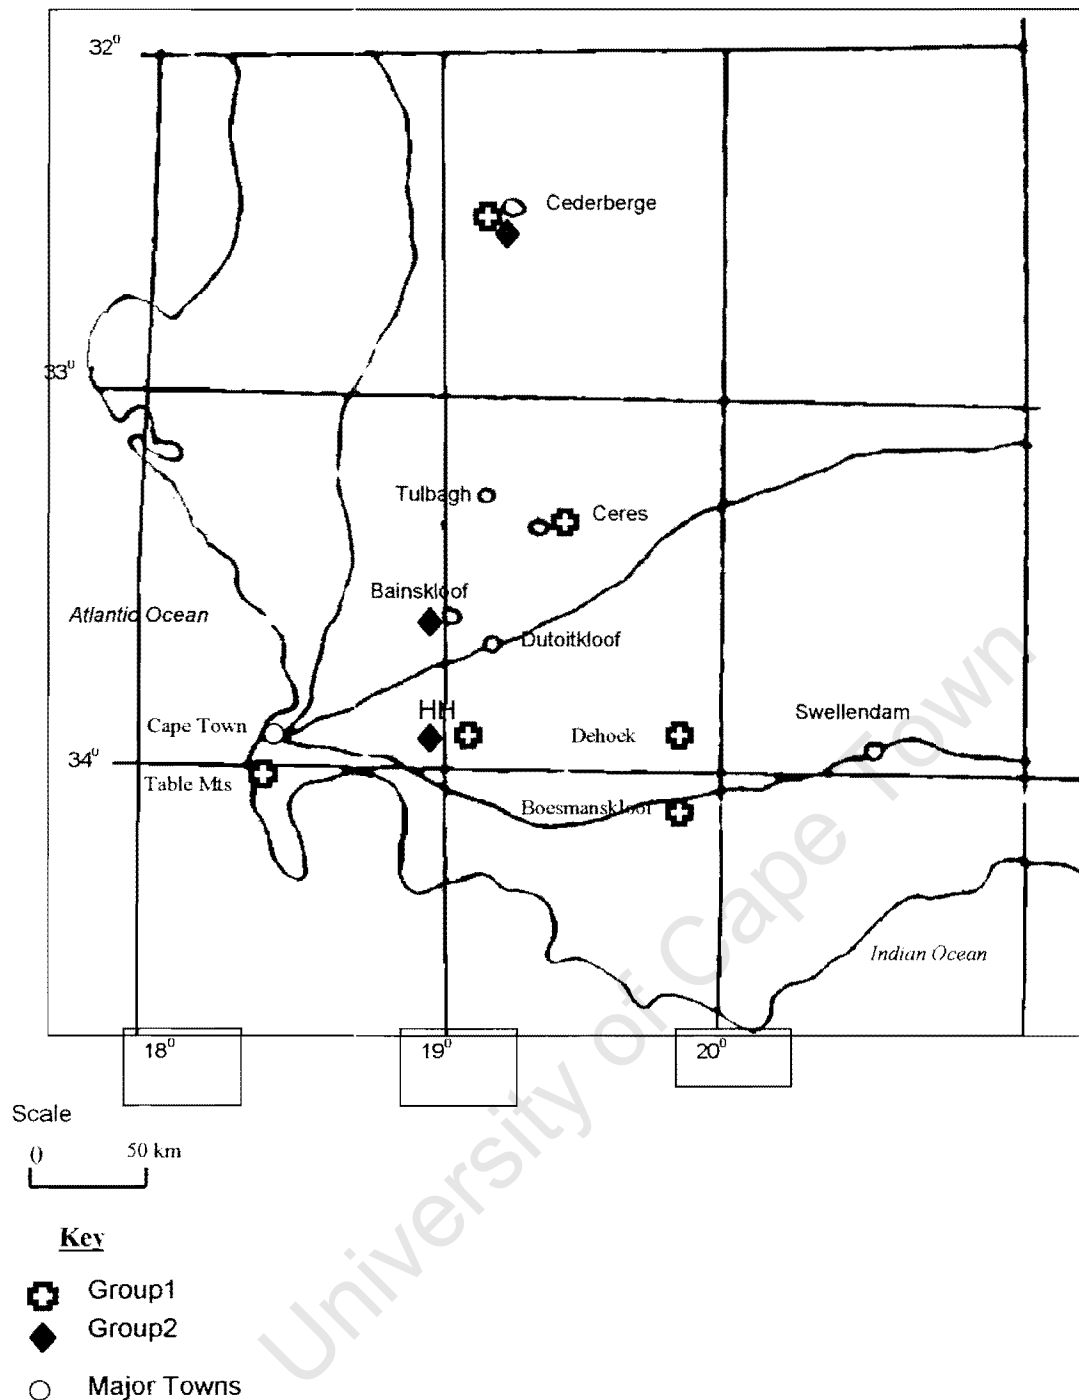 32⁰
Cederberge
33⁰
Tulbagh
Ceres
Bainskloof
Atlantic Ocean
Dutoitkloof
HH
Cape Town
Dehoek
Swellendam
34⁰
Table Mts
Boesmanskloof
Indian Ocean
18⁰
19⁰
20⁰
University of Cape Town
Scale
0 50 km
Key
Group1
Group2
Major Towns